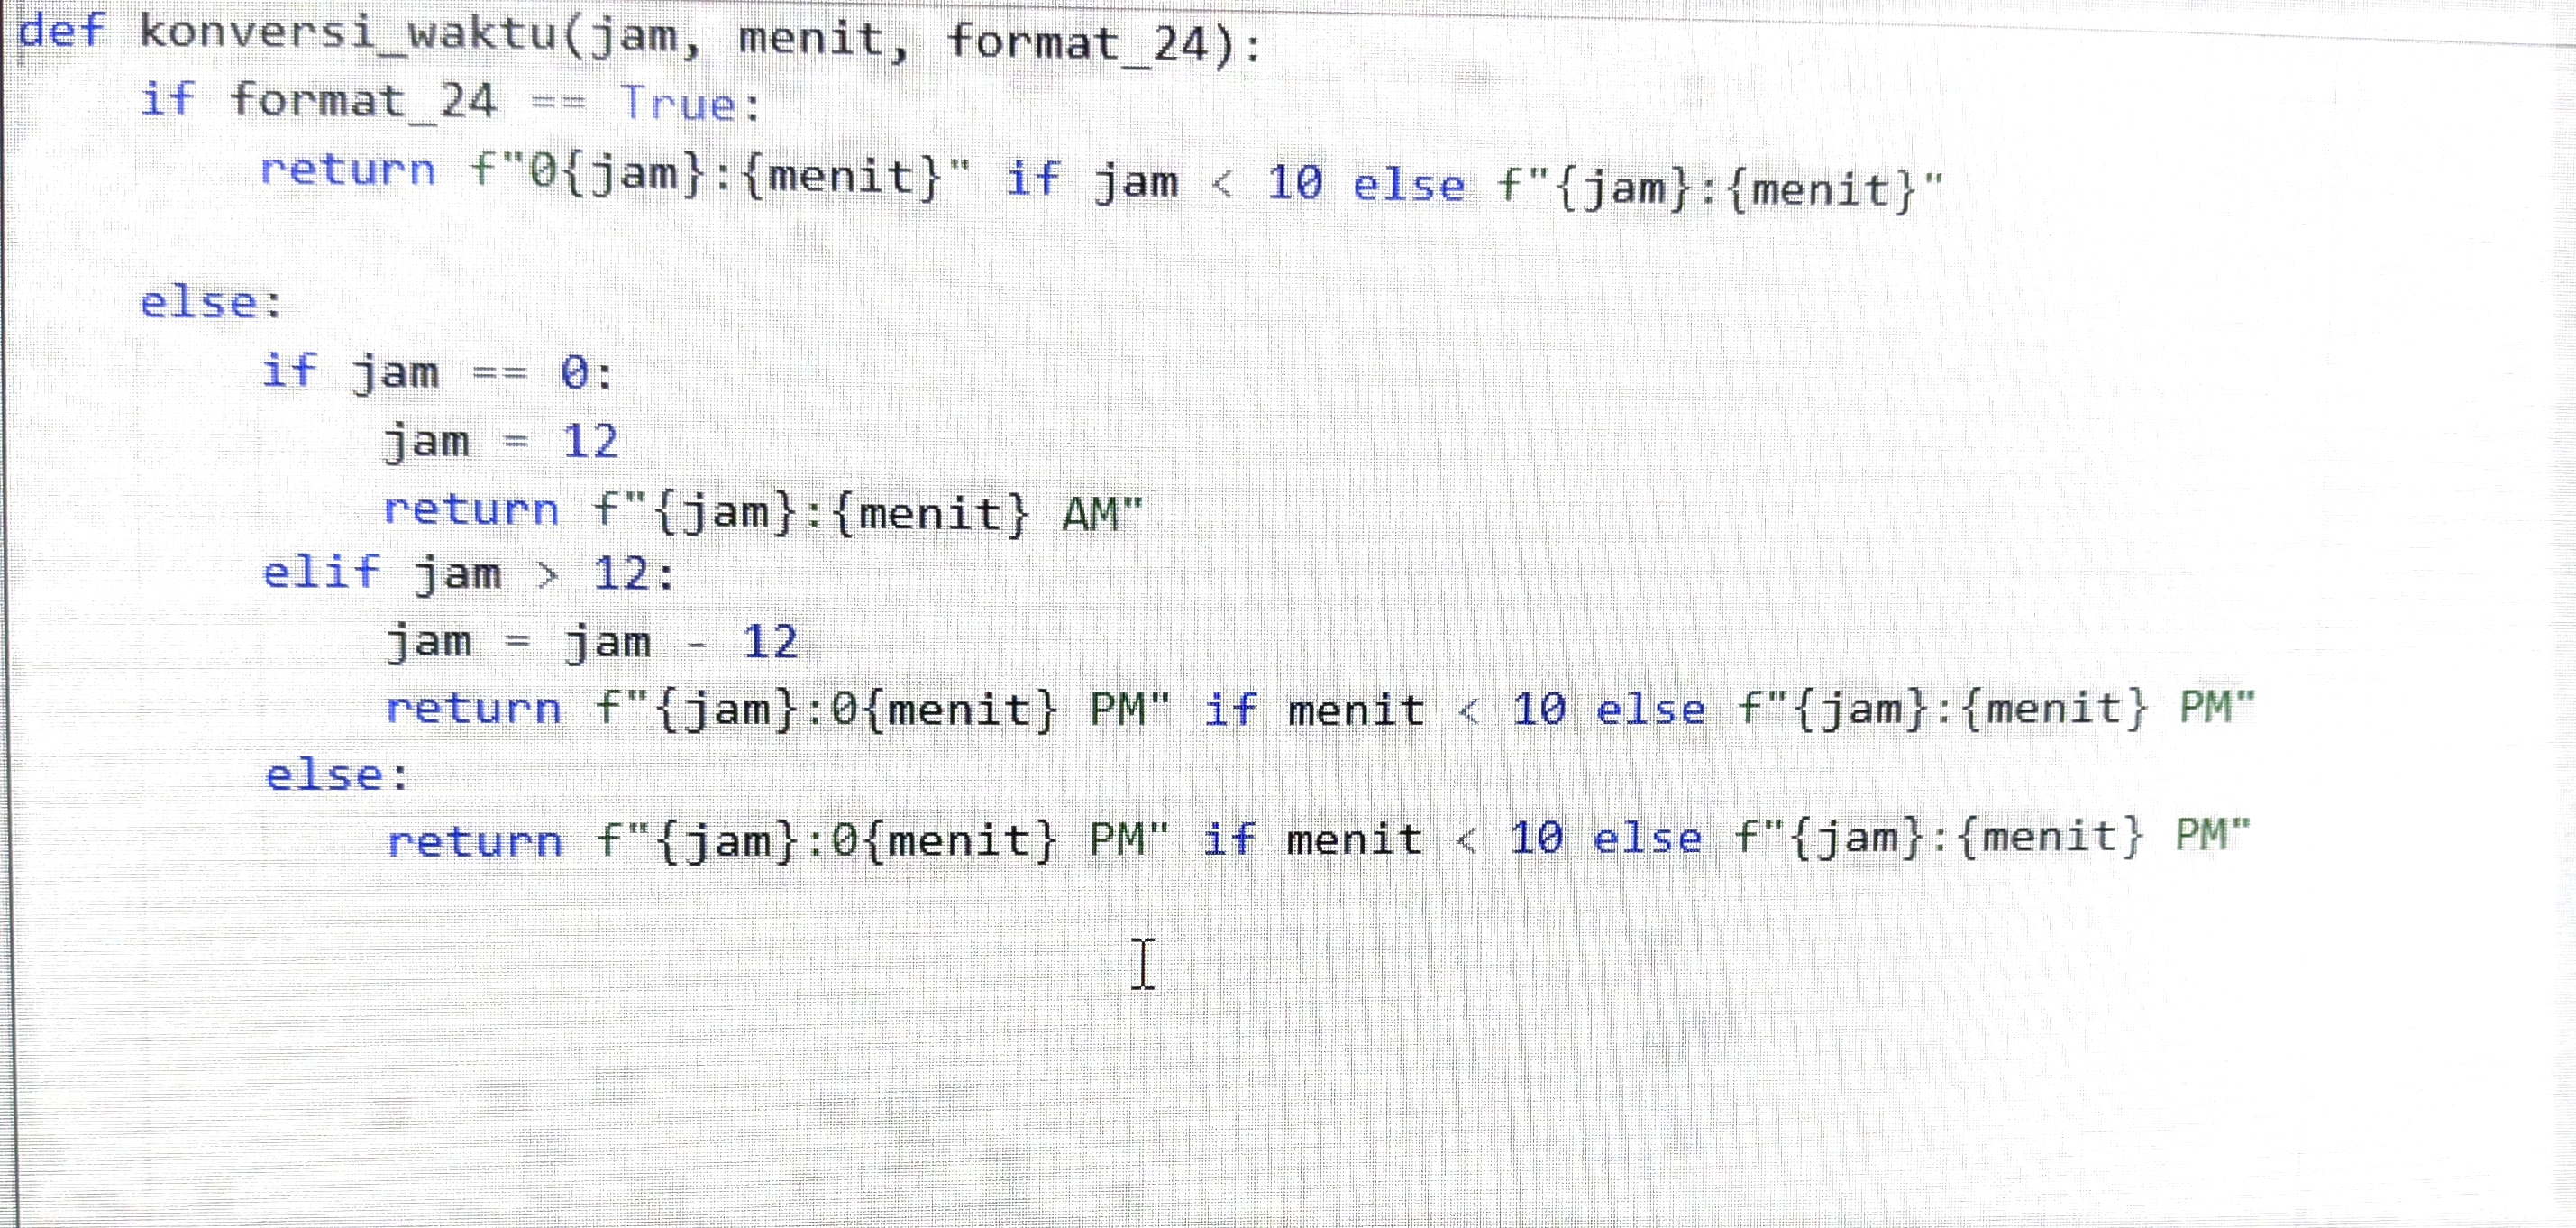 def konversi_waktu(jam, menit, format_24):
    if format_24 == True:
        return f"0{jam}:{menit}" if jam < 10 else f"{jam}:{menit}"
    else:
        if jam == 0:
            jam = 12
            return f"{jam}:{menit} AM"
        elif jam > 12:
            jam = jam - 12
            return f"{jam}:0{menit} PM" if menit < 10 else f"{jam}:{menit} PM"
        else:
            return f"{jam}:0{menit} PM" if menit < 10 else f"{jam}:{menit} PM"